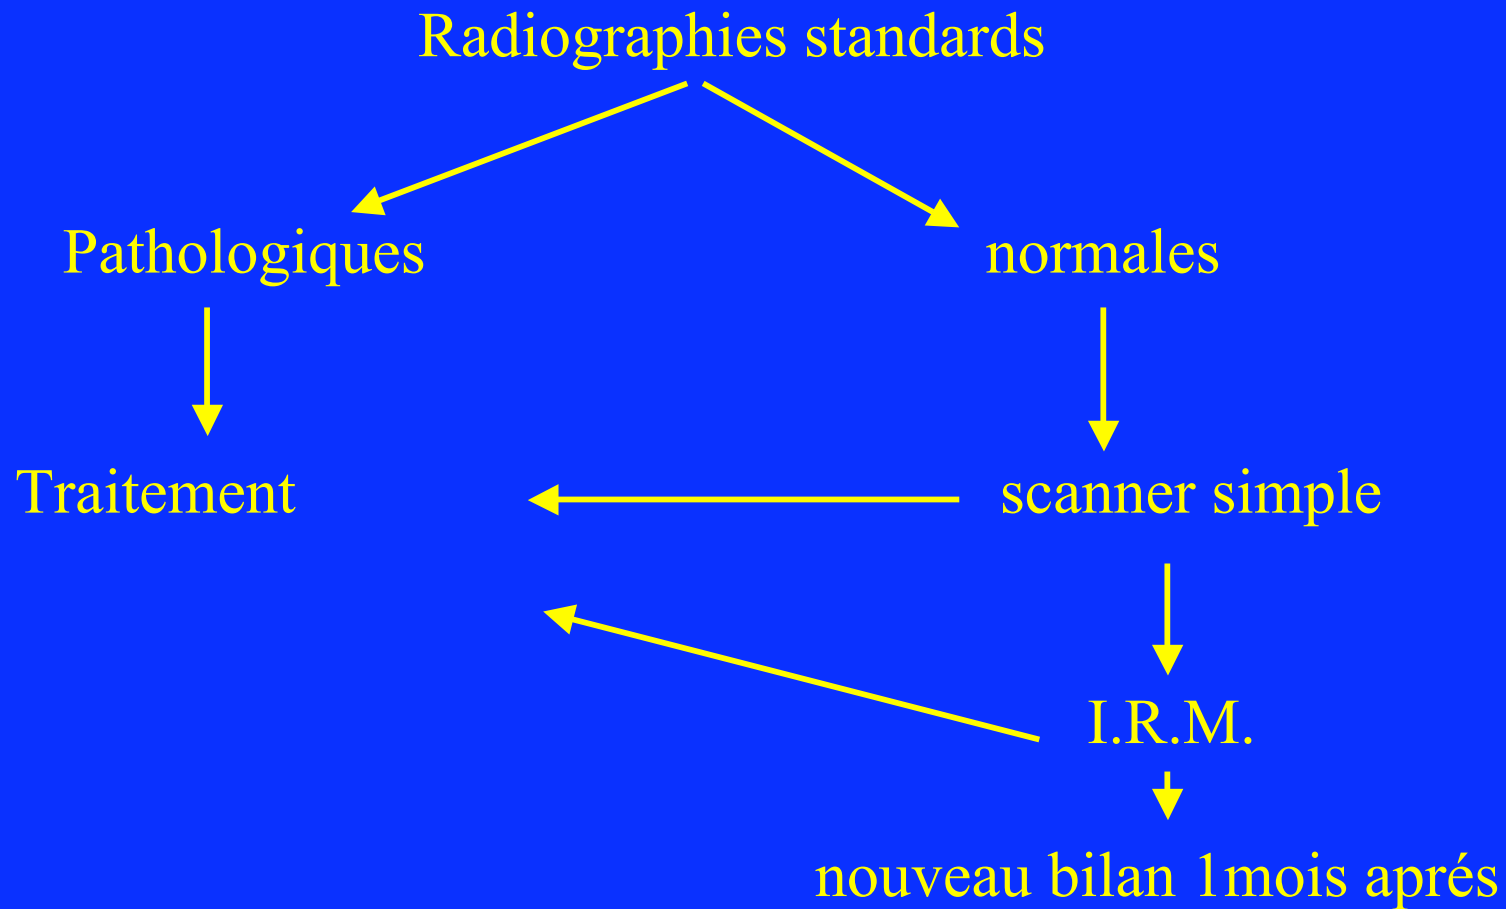 Radiographies standards
Pathologiques
normales
Traitement
scanner simple
I.R.M.
nouveau bilan 1mois aprés